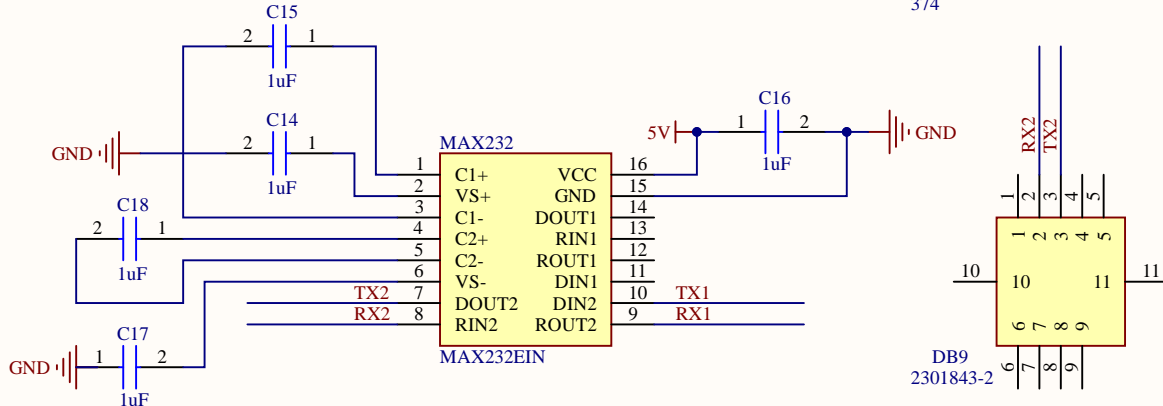 374
C15
2 1
1uF
C14
GND 2 1
1uF
C16
5V 1 2 GND
1uF
MAX232
1 C1+ VCC 16
2 VS+ GND 15
3 C1- DOUT1 14
4 C2+ RIN1 13
5 C2- ROUT1 12
6 VS- DIN1 11
TX2 7 DOUT2 DIN2 10 TX1
RX2 8 RIN2 ROUT2 9 RX1
MAX232EIN
C18
2 1
1uF
C17
GND 1 2
1uF
RX2 TX2
1 2 3 4 5
1 2 3 4 5
10 10 11 11
6 7 8 9
6 7 8 9
DB9
2301843-2